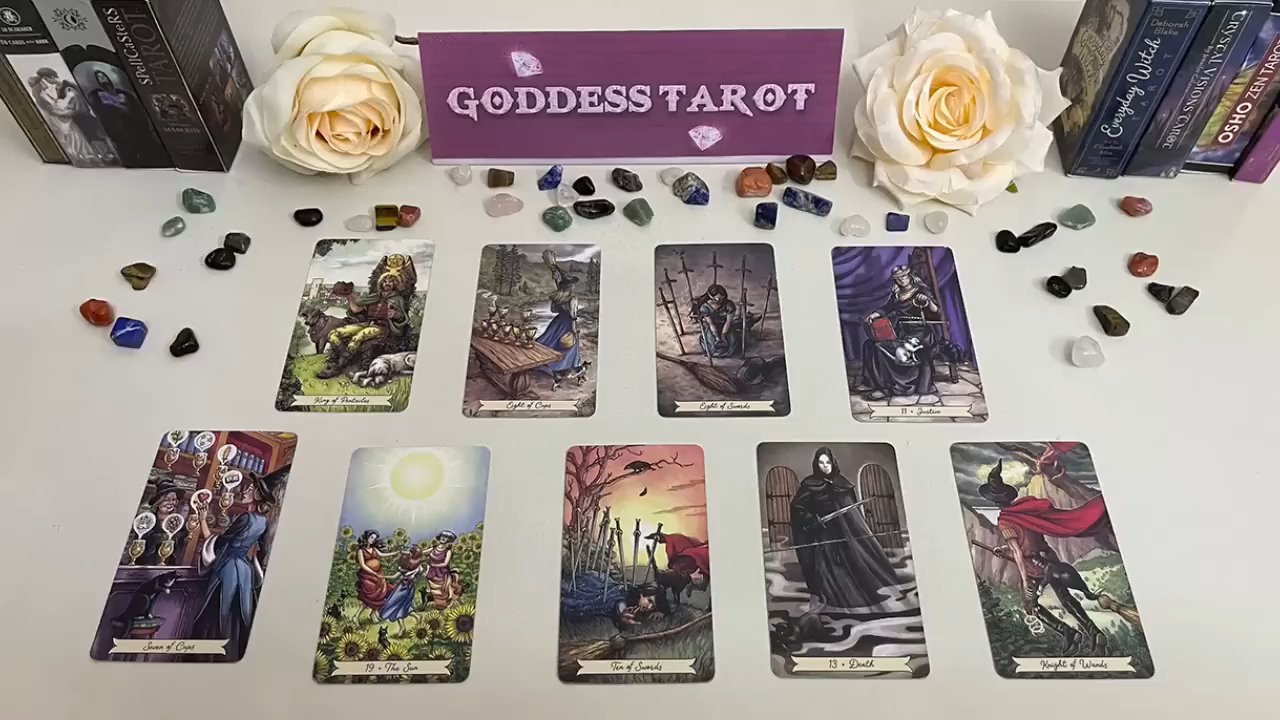 SPELLCASTERS
TAROT
MARQUIS
GODDESS TAROT
Deborah
Blake
Everyday Witch
TAROT
CRYSTAL VISIONS TAROT
OSHO ZEN TAROT
King of Pentacles
Eight of Cups
Eight of Swords
11 • Justice
Seven of Cups
19 • The Sun
Ten of Swords
13 • Death
Knight of Wands